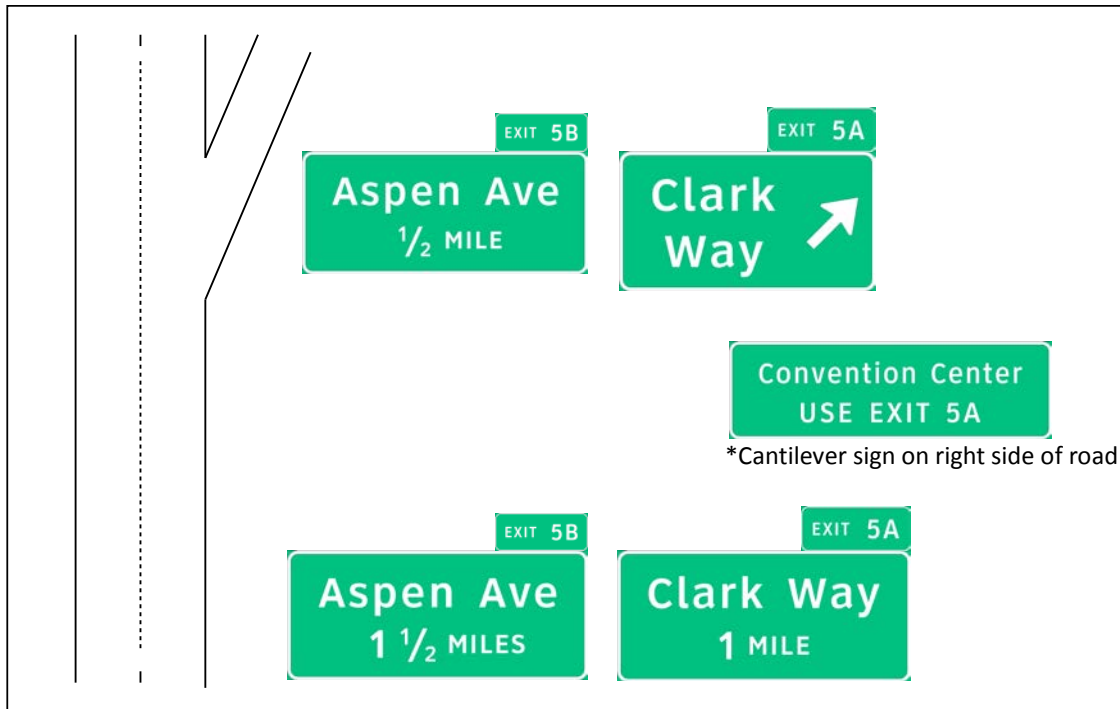 EXIT 5B
Aspen Ave
1/2 MILE
EXIT 5A
Clark
Way
Convention Center
USE EXIT 5A
*Cantilever sign on right side of road
EXIT 5B
Aspen Ave
1 1/2 MILES
EXIT 5A
Clark Way
1 MILE